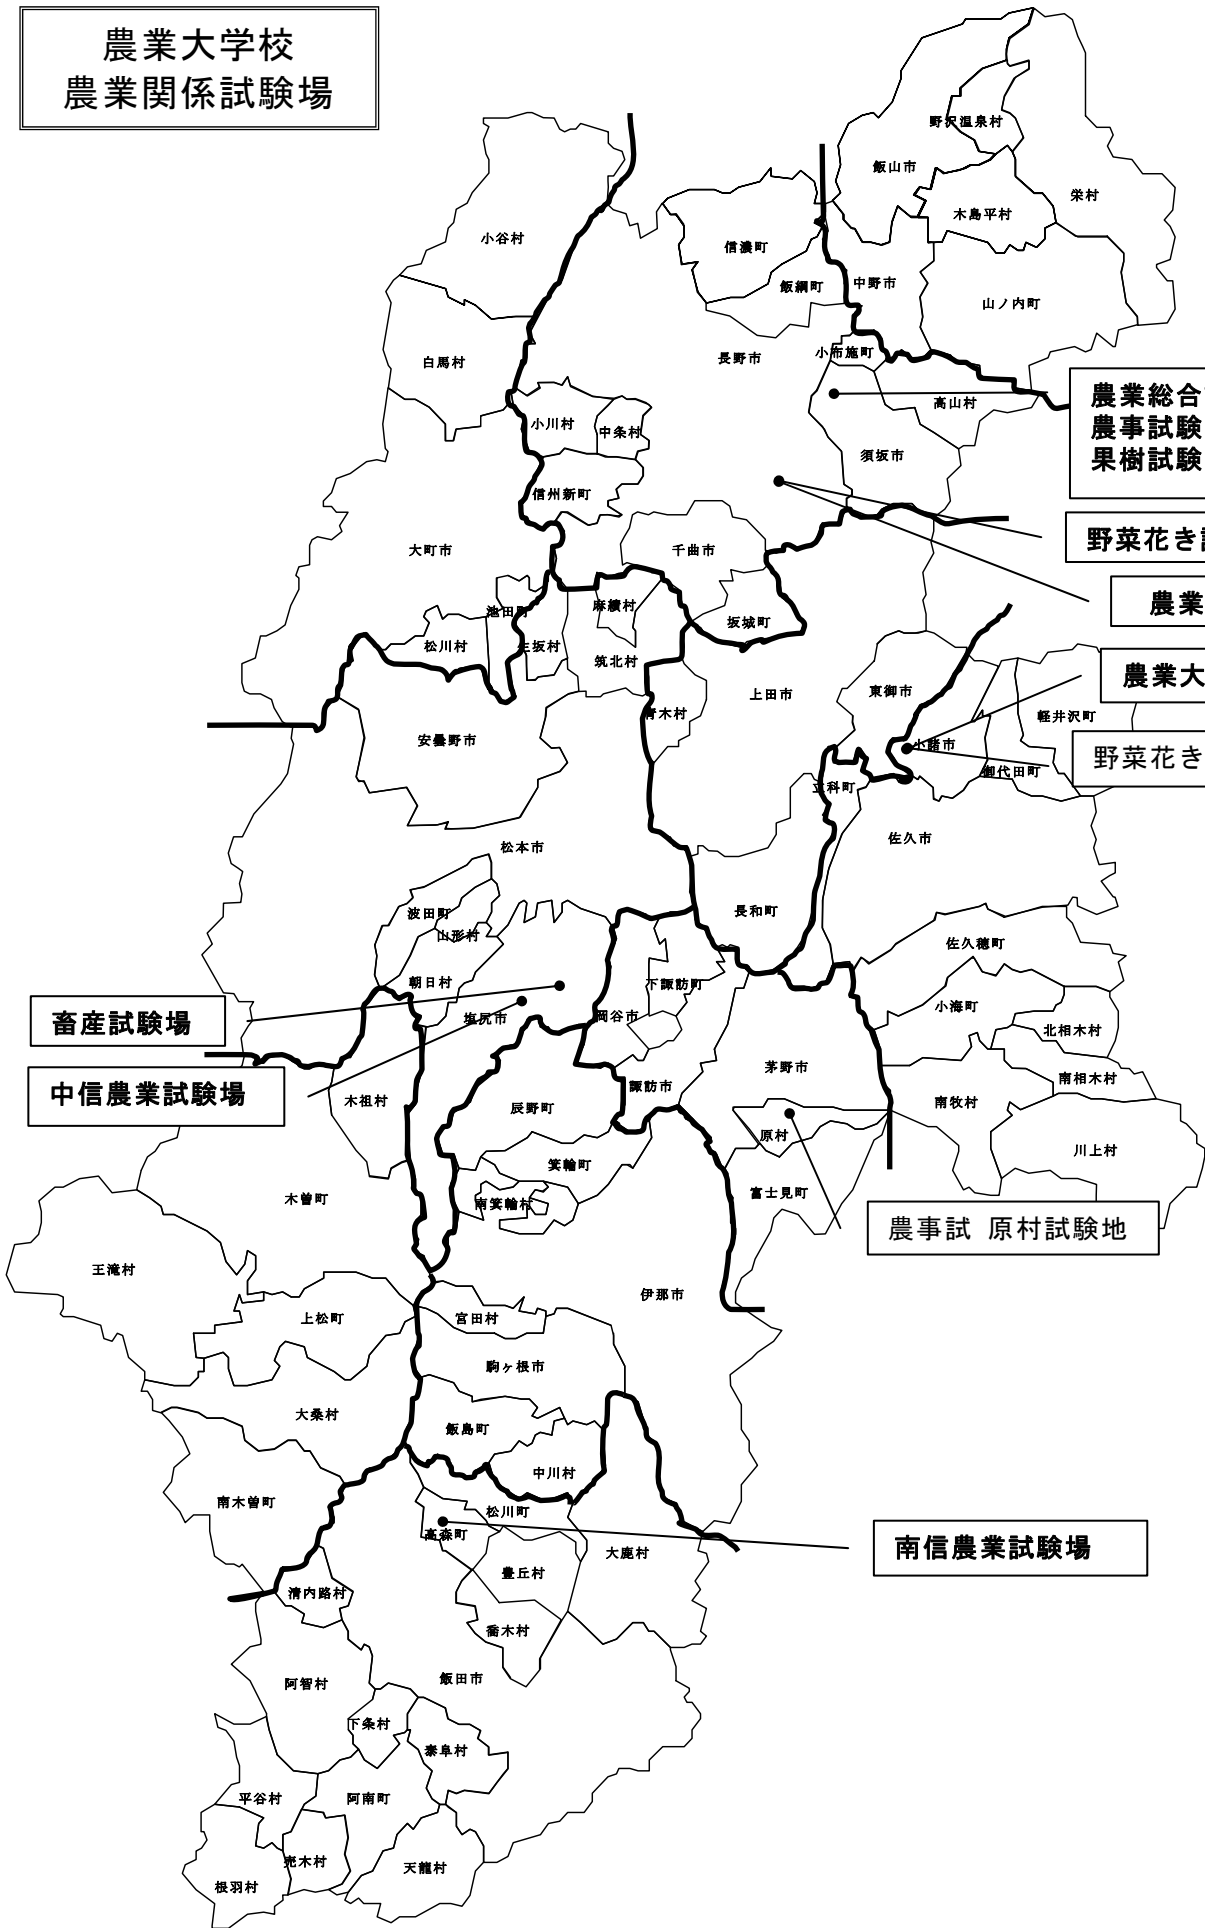 農業大学校
農業関係試験場
野沢温泉村
飯山市
栄村
木島平村
小谷村
信濃町
飯綱町
中野市
山ノ内町
長野市
小布施町
白馬村
高山村
農業総合
農事試験
果樹試験
小川村
中条村
須坂市
信州新町
野菜花き
大町市
千曲市
農業
池田町
麻績村
坂城町
松川村
生坂村
筑北村
農業大
東御市
上田市
青木村
軽井沢町
安曇野市
小諸市
野菜花き
御代田町
立科町
佐久市
松本市
波田町
長和町
山形村
佐久穂町
朝日村
下諏訪町
小海町
畜産試験場
塩尻市
岡谷市
北相木村
茅野市
南相木村
中信農業試験場
諏訪市
木祖村
辰野町
南牧村
原村
川上村
箕輪町
富士見町
木曽町
南箕輪村
農事試 原村試験地
王滝村
伊那市
上松町
宮田村
駒ヶ根市
大桑村
飯島町
中川村
南木曽町
松川町
高森町
南信農業試験場
大鹿村
豊丘村
清内路村
喬木村
飯田市
阿智村
下条村
泰阜村
平谷村
阿南町
売木村
天龍村
根羽村